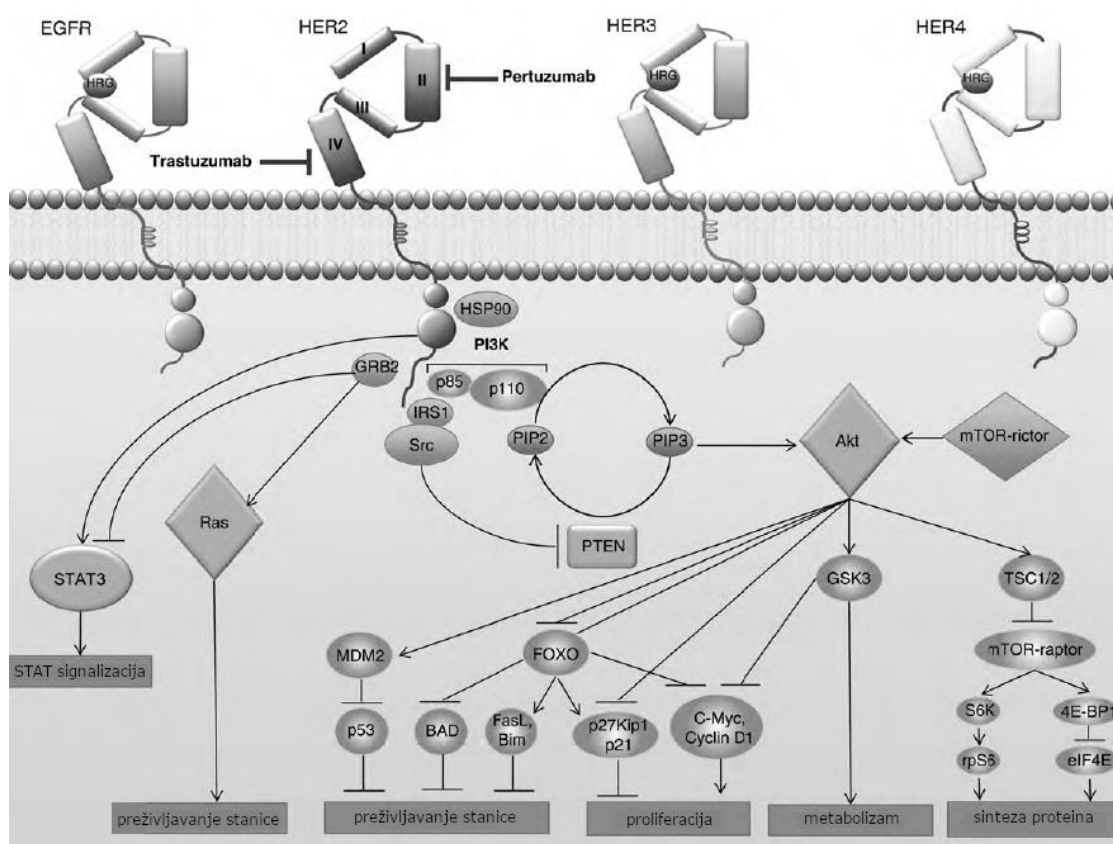 EGFR
HER2
HER3
HER4
HRG
I
II
III
IV
Pertuzumab
HRG
HRG
Trastuzumab
HSP90
PI3K
GRB2
p85
p110
IRS1
Src
PIP2
PIP3
Akt
mTOR-rictor
Ras
PTEN
STAT3
GSK3
TSC1/2
STAT signalizacija
MDM2
FOXO
mTOR-raptor
p53
BAD
FasL,
Bim
p27Kip1
p21
C-Myc,
Cyclin D1
S6K
4E-BP1
rpS6
eIF4E
preživljavanje stanice
preživljavanje stanice
proliferacija
metabolizam
sinteza proteina